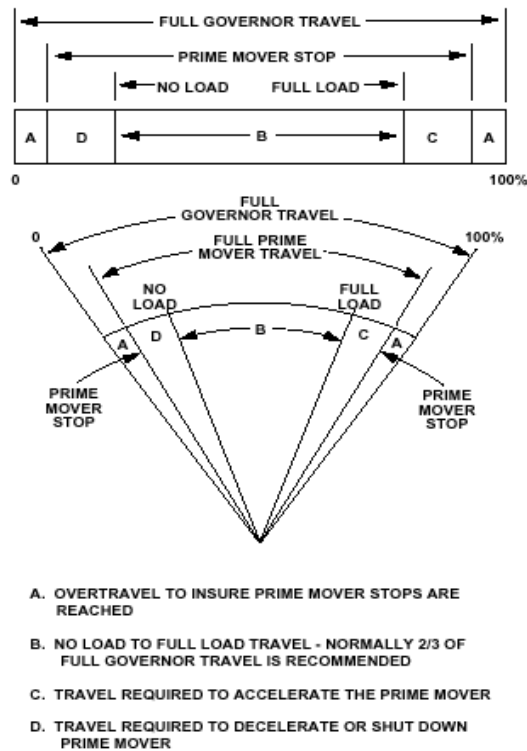 FULL GOVERNOR TRAVEL
PRIME MOVER STOP
NO LOAD FULL LOAD
A D B C A
0 100%
FULL
GOVERNOR TRAVEL
0 100%
FULL PRIME
MOVER TRAVEL
NO
LOAD
FULL
LOAD
A D B C A
PRIME
MOVER
STOP
PRIME
MOVER
STOP
A. OVERTRAVEL TO INSURE PRIME MOVER STOPS ARE
REACHED
B. NO LOAD TO FULL LOAD TRAVEL - NORMALLY 2/3 OF
FULL GOVERNOR TRAVEL IS RECOMMENDED
C. TRAVEL REQUIRED TO ACCELERATE THE PRIME MOVER
D. TRAVEL REQUIRED TO DECELERATE OR SHUT DOWN
PRIME MOVER